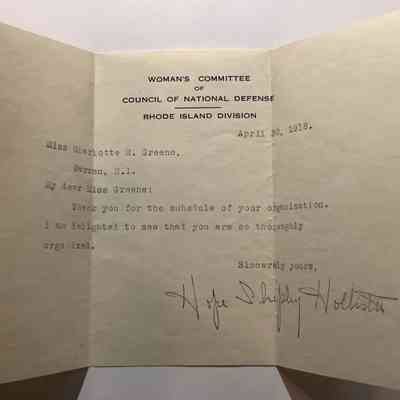 WOMAN'S COMMITTEE
OF
COUNCIL OF NATIONAL DEFENSE
RHODE ISLAND DIVISION
April 30, 1918.
Miss Charlotte M. Greene,
Warren, R.I.
My dear Miss Greene:
Thank you for the schedule of your organization.
I am delighted to see that you are so thoroughly
organized.
Sincerely yours,
Hope Shipley Hollister